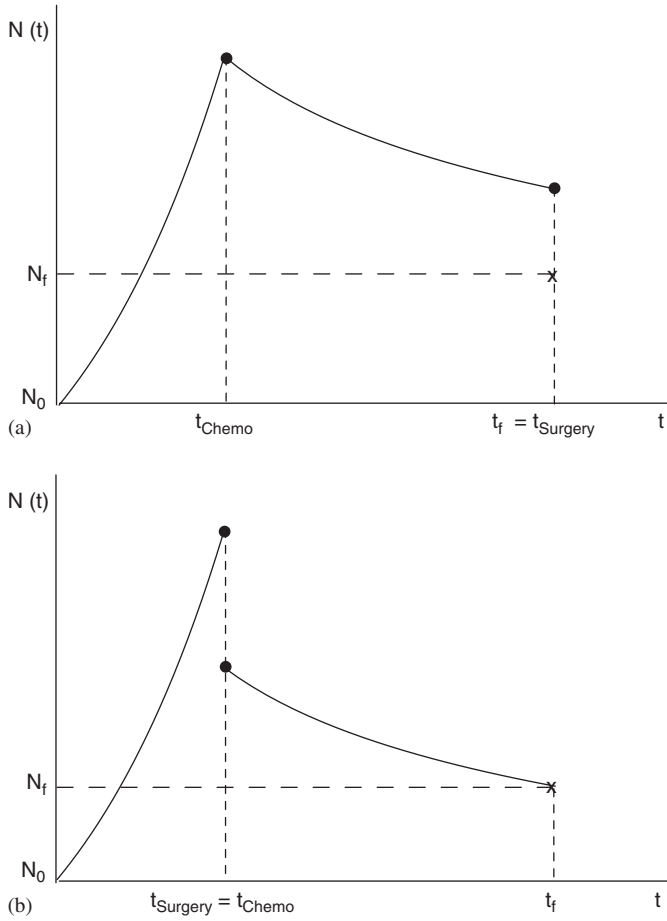 N (t)
N_f
N_0
t_Chemo t_f = t_Surgery t
(a)
N (t)
x
N_f
N_0
t_Surgery = t_Chemo t_f t
(b)